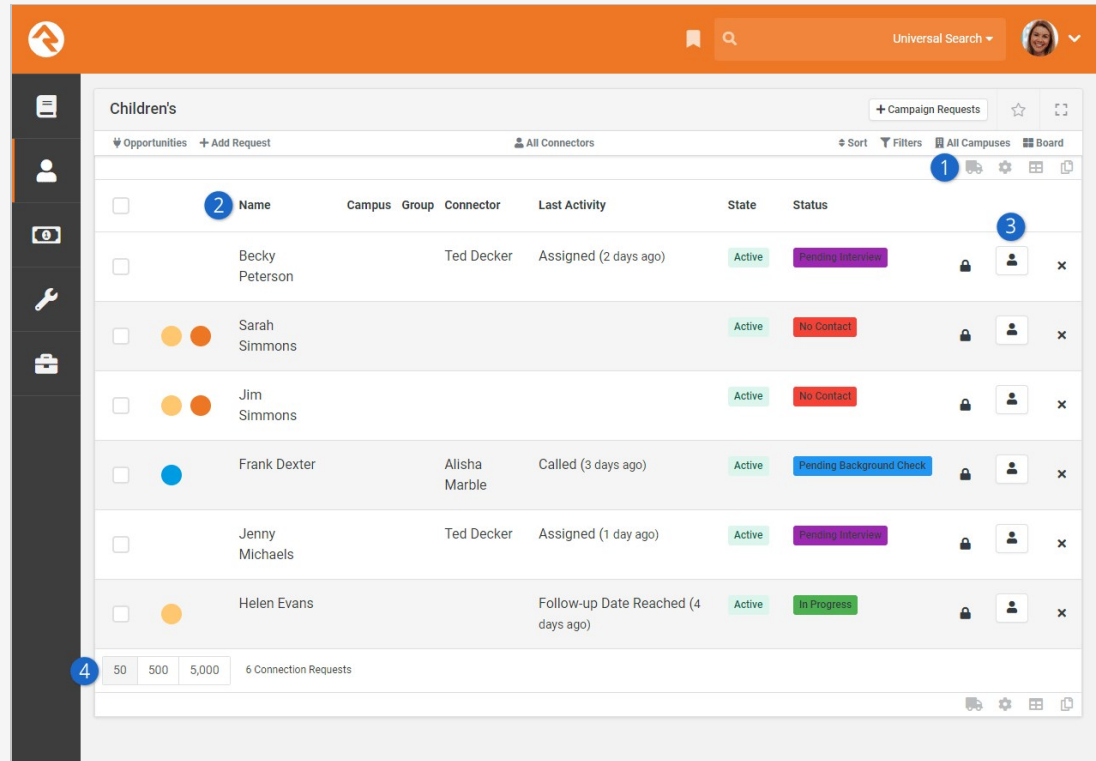 Universal Search
Children's
+ Campaign Requests
Opportunities + Add Request All Connectors Sort Filters All Campuses Board
1
2 Name Campus Group Connector Last Activity State Status
3
Becky Ted Decker Assigned (2 days ago) Active Pending Interview
Peterson
Sarah Active No Contact
Simmons
Jim Active No Contact
Simmons
Frank Dexter Alisha Called (3 days ago) Active Pending Background Check
Marble
Jenny Ted Decker Assigned (1 day ago) Active Pending Interview
Michaels
Helen Evans Follow-up Date Reached (4 Active In Progress
days ago)
4 50 500 5,000 6 Connection Requests